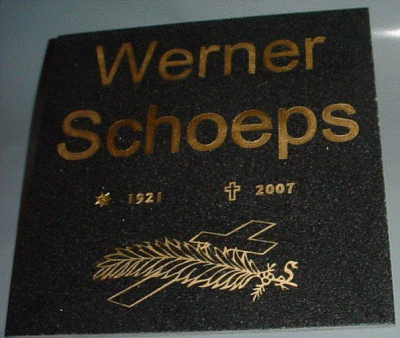 Werner
Schoeps
* 1921 † 2007